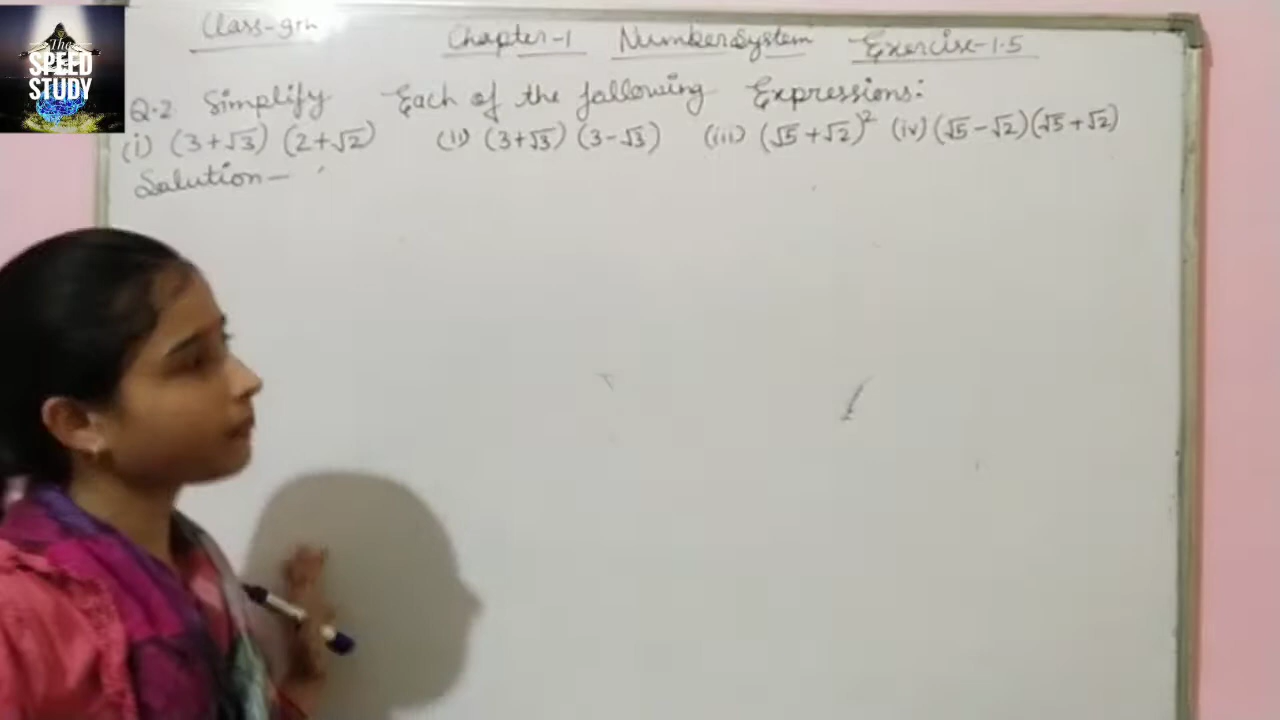 The
SPEED
STUDY
Class-9th Chapter-1 Number System Exercise-1.5
Q.2 Simplify Each of the following Expressions:
(i) (3+√3) (2+√2) (ii) (3+√3) (3-√3) (iii) (√5+√2)² (iv) (√5-√2)(√5+√2)
Solution-